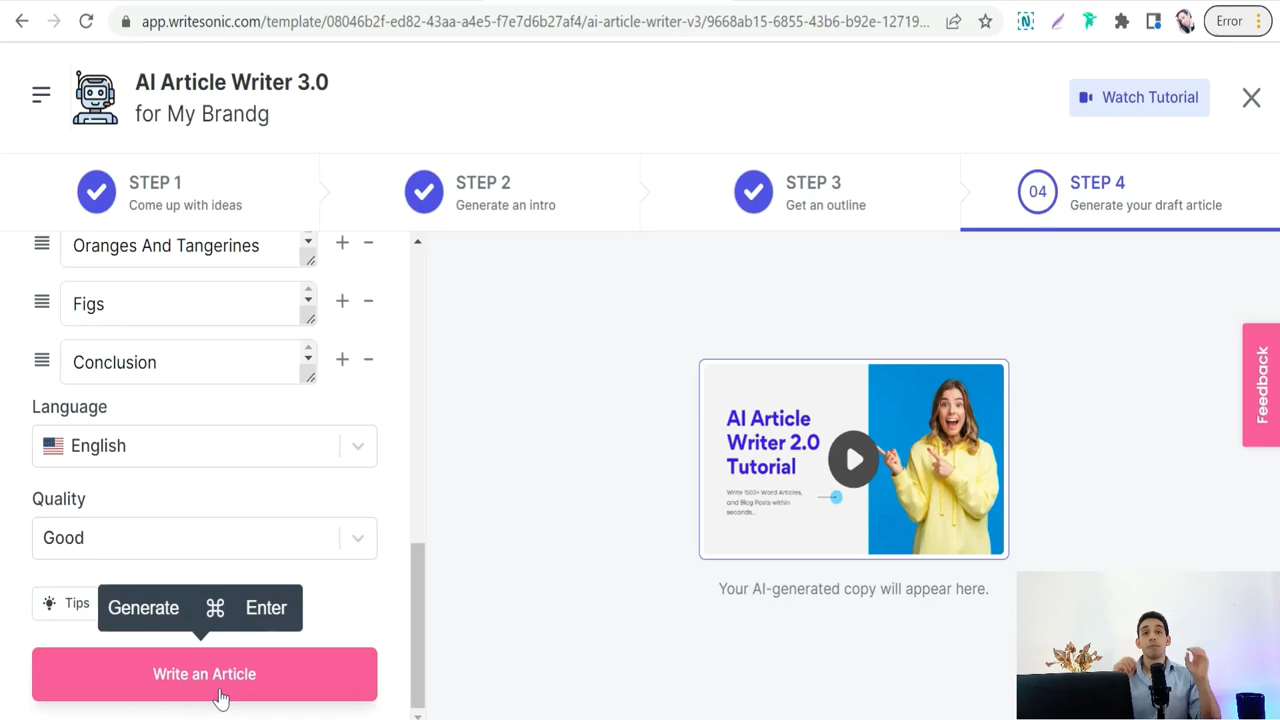 app.writesonic.com/template/08046b2f-ed82-43aa-a4e5-f7e7d6b27af4/ai-article-writer-v3/9668ab15-6855-43b6-b92e-12719...
Error
AI Article Writer 3.0
for My Brandg
Watch Tutorial
STEP 1
Come up with ideas
STEP 2
Generate an intro
STEP 3
Get an outline
04
STEP 4
Generate your draft article
Oranges And Tangerines
Figs
Conclusion
Language
English
Quality
Good
Tips
Generate ⌘ Enter
Write an Article
AI Article
Writer 2.0
Tutorial
Write 1500+ Word Articles,
and Blog Posts within
seconds...
Your AI-generated copy will appear here.
Feedback